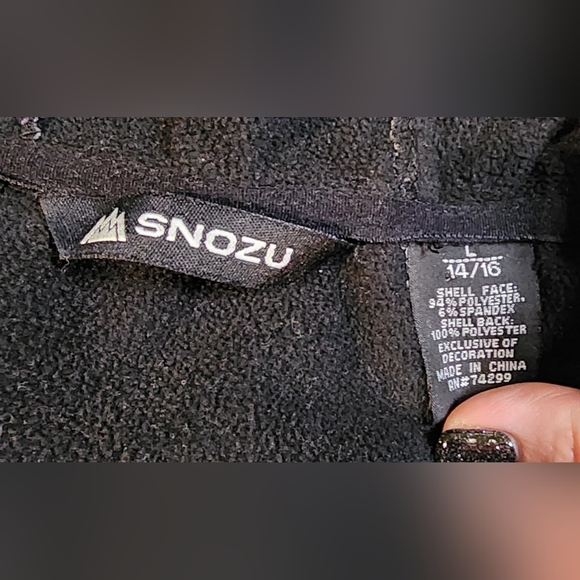 SNOZU
L
14/16
SHELL FACE:
94% POLYESTER,
6% SPANDEX
SHELL BACK:
100% POLYESTER
EXCLUSIVE OF
DECORATION
MADE IN CHINA
RN#74299